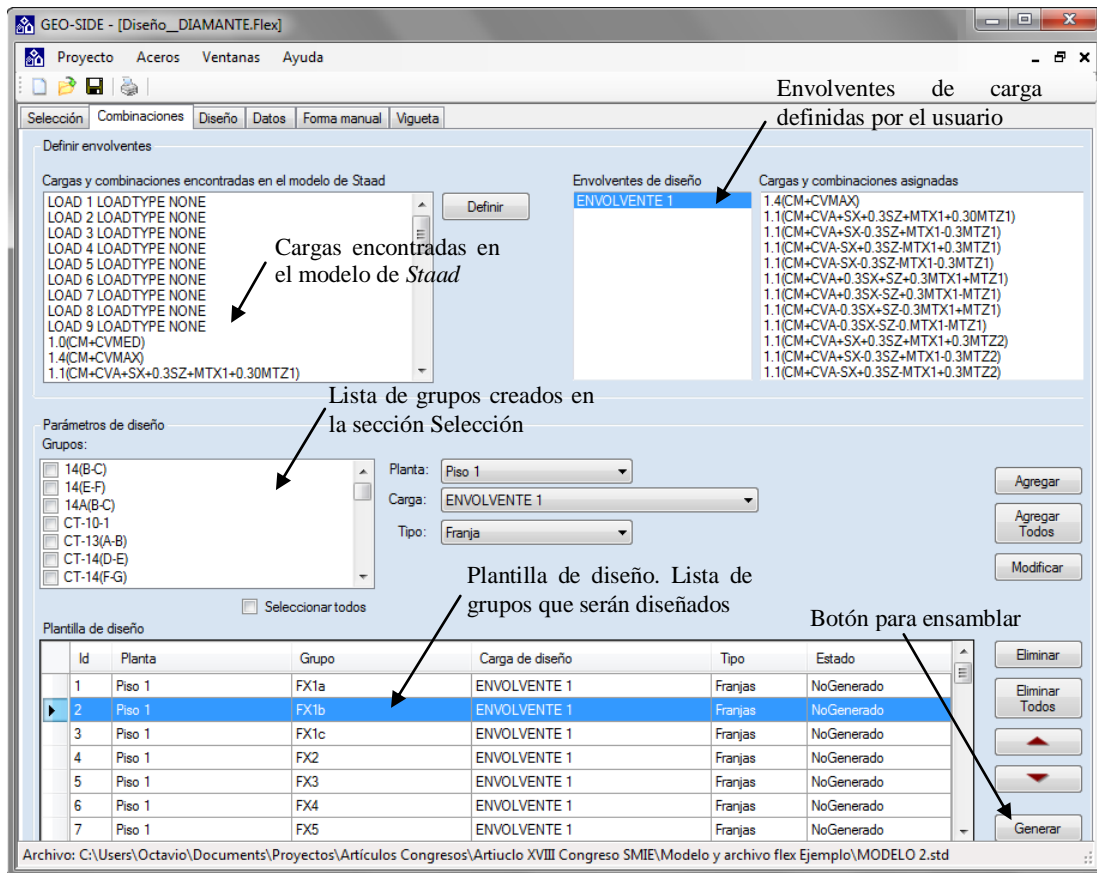 GEO-SIDE - [Diseño__DIAMANTE.Flex]
Proyecto Aceros Ventanas Ayuda
Envolventes de carga
definidas por el usuario
Selección Combinaciones Diseño Datos Forma manual Vigueta
Definir envolventes
Cargas y combinaciones encontradas en el modelo de Staad
LOAD 1 LOADTYPE NONE
LOAD 2 LOADTYPE NONE
LOAD 3 LOADTYPE NONE
LOAD 4 LOADTYPE NONE
LOAD 5 LOADTYPE NONE
LOAD 6 LOADTYPE NONE
LOAD 7 LOADTYPE NONE
LOAD 8 LOADTYPE NONE
LOAD 9 LOADTYPE NONE
1.0(CM+CVMED)
1.4(CM+CVMAX)
1.1(CM+CVA+SX+0.3SZ+MTX1+0.30MTZ1)
Cargas encontradas en
el modelo de Staad
Definir
Envolventes de diseño
ENVOLVENTE 1
Cargas y combinaciones asignadas
1.4(CM+CVMAX)
1.1(CM+CVA+SX+0.3SZ+MTX1+0.30MTZ1)
1.1(CM+CVA+SX-0.3SZ+MTX1-0.3MTZ1)
1.1(CM+CVA-SX+0.3SZ-MTX1+0.3MTZ1)
1.1(CM+CVA-SX-0.3SZ-MTX1-0.3MTZ1)
1.1(CM+CVA+0.3SX+SZ+0.3MTX1+MTZ1)
1.1(CM+CVA+0.3SX-SZ+0.3MTX1-MTZ1)
1.1(CM+CVA-0.3SX+SZ-0.3MTX1+MTZ1)
1.1(CM+CVA-0.3SX-SZ-0.MTX1-MTZ1)
1.1(CM+CVA+SX+0.3SZ+MTX1+0.3MTZ2)
1.1(CM+CVA+SX-0.3SZ+MTX1-0.3MTZ2)
1.1(CM+CVA-SX+0.3SZ-MTX1+0.3MTZ2)
Lista de grupos creados en
la sección Selección
Parámetros de diseño
Grupos:
14(B-C)
14(E-F)
14A(B-C)
CT-10-1
CT-13(A-B)
CT-14(D-E)
CT-14(F-G)
Planta: Piso 1
Carga: ENVOLVENTE 1
Tipo: Franja
Agregar
Agregar
Todos
Modificar
Seleccionar todos
Plantilla de diseño. Lista de
grupos que serán diseñados
Botón para ensamblar
Plantilla de diseño
Id Planta Grupo Carga de diseño Tipo Estado
1 Piso 1 FX1a ENVOLVENTE 1 Franjas NoGenerado
2 Piso 1 FX1b ENVOLVENTE 1 Franjas NoGenerado
3 Piso 1 FX1c ENVOLVENTE 1 Franjas NoGenerado
4 Piso 1 FX2 ENVOLVENTE 1 Franjas NoGenerado
5 Piso 1 FX3 ENVOLVENTE 1 Franjas NoGenerado
6 Piso 1 FX4 ENVOLVENTE 1 Franjas NoGenerado
7 Piso 1 FX5 ENVOLVENTE 1 Franjas NoGenerado
Eliminar
Eliminar
Todos
Generar
Archivo: C:\Users\Octavio\Documents\Proyectos\Artículos Congresos\Artiuclo XVIII Congreso SMIE\Modelo y archivo flex Ejemplo\MODELO 2.std